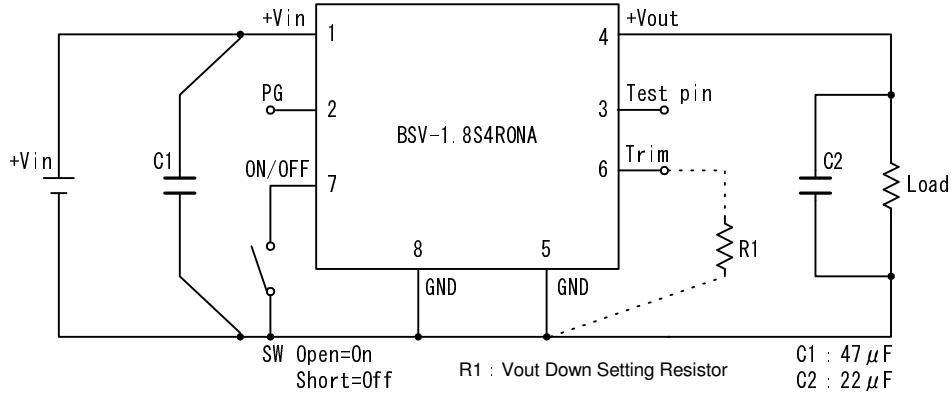 +Vin
1
+Vout
4
PG
2
Test pin
3
BSV-1.8S4R0NA
+Vin
C1
ON/OFF
7
Trim
6
C2
Load
R1
8
5
GND
GND
SW Open=On
Short=Off
R1 : Vout Down Setting Resistor
C1 : 47μF
C2 : 22μF